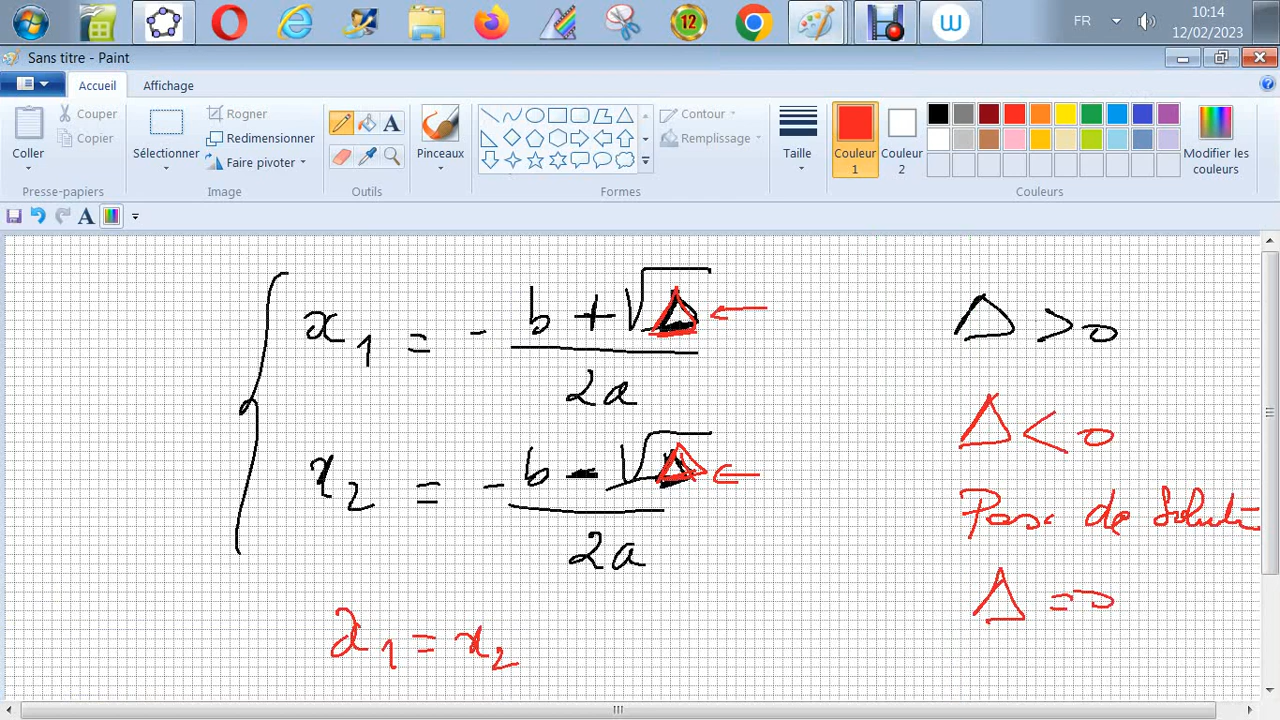 12
FR
10:14
12/02/2023
Sans titre - Paint
Accueil
Affichage
Coller
Couper
Copier
Presse-papiers
Sélectionner
Rogner
Redimensionner
Faire pivoter
Image
A
Outils
Pinceaux
Contour
Remplissage
Formes
Taille
Couleur 1
Couleur 2
Modifier les couleurs
Couleurs
A
x₁ = -b + √Δ / 2a
x₂ = -b - √Δ / 2a
x₁ = x₂
Δ > 0
Δ < 0
Pas de Soluti
Δ = 0